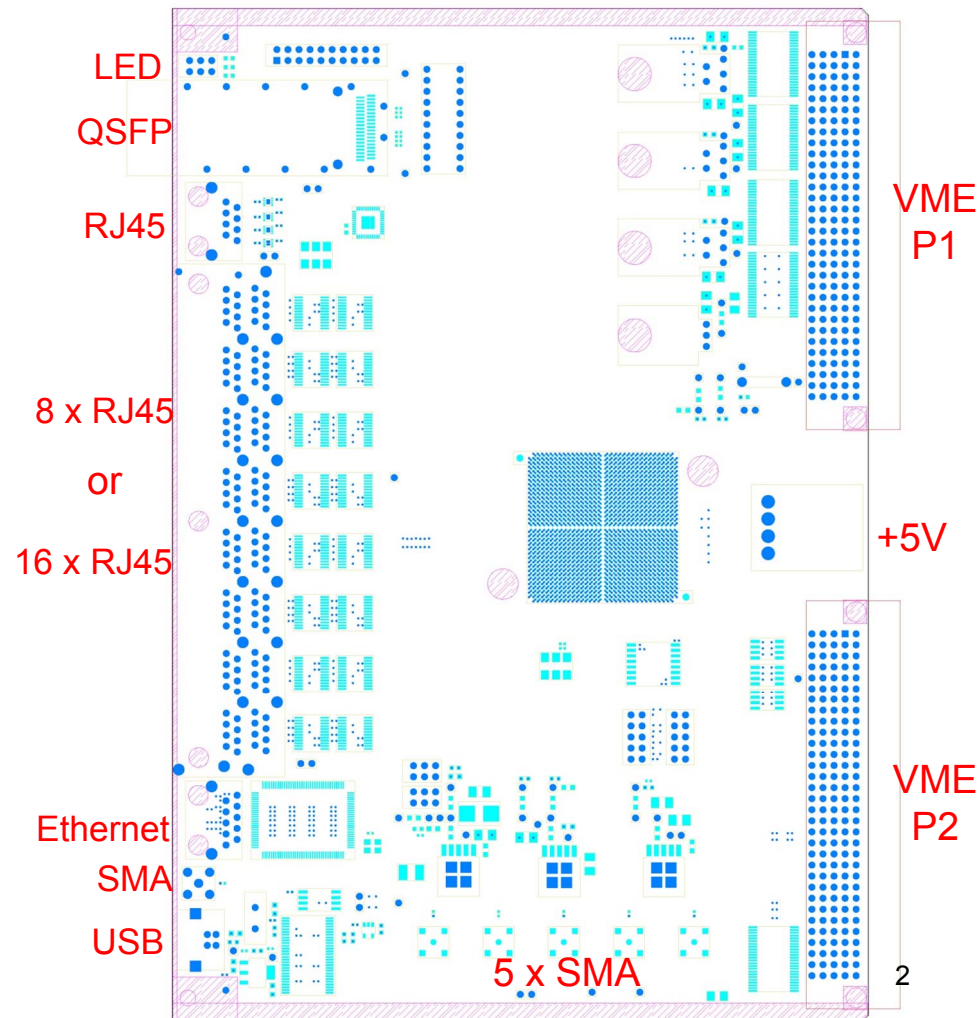 LED
QSFP
RJ45
8 x RJ45
or
16 x RJ45
Ethernet
SMA
USB
5 x SMA
VME
P1
+5V
VME
P2
2